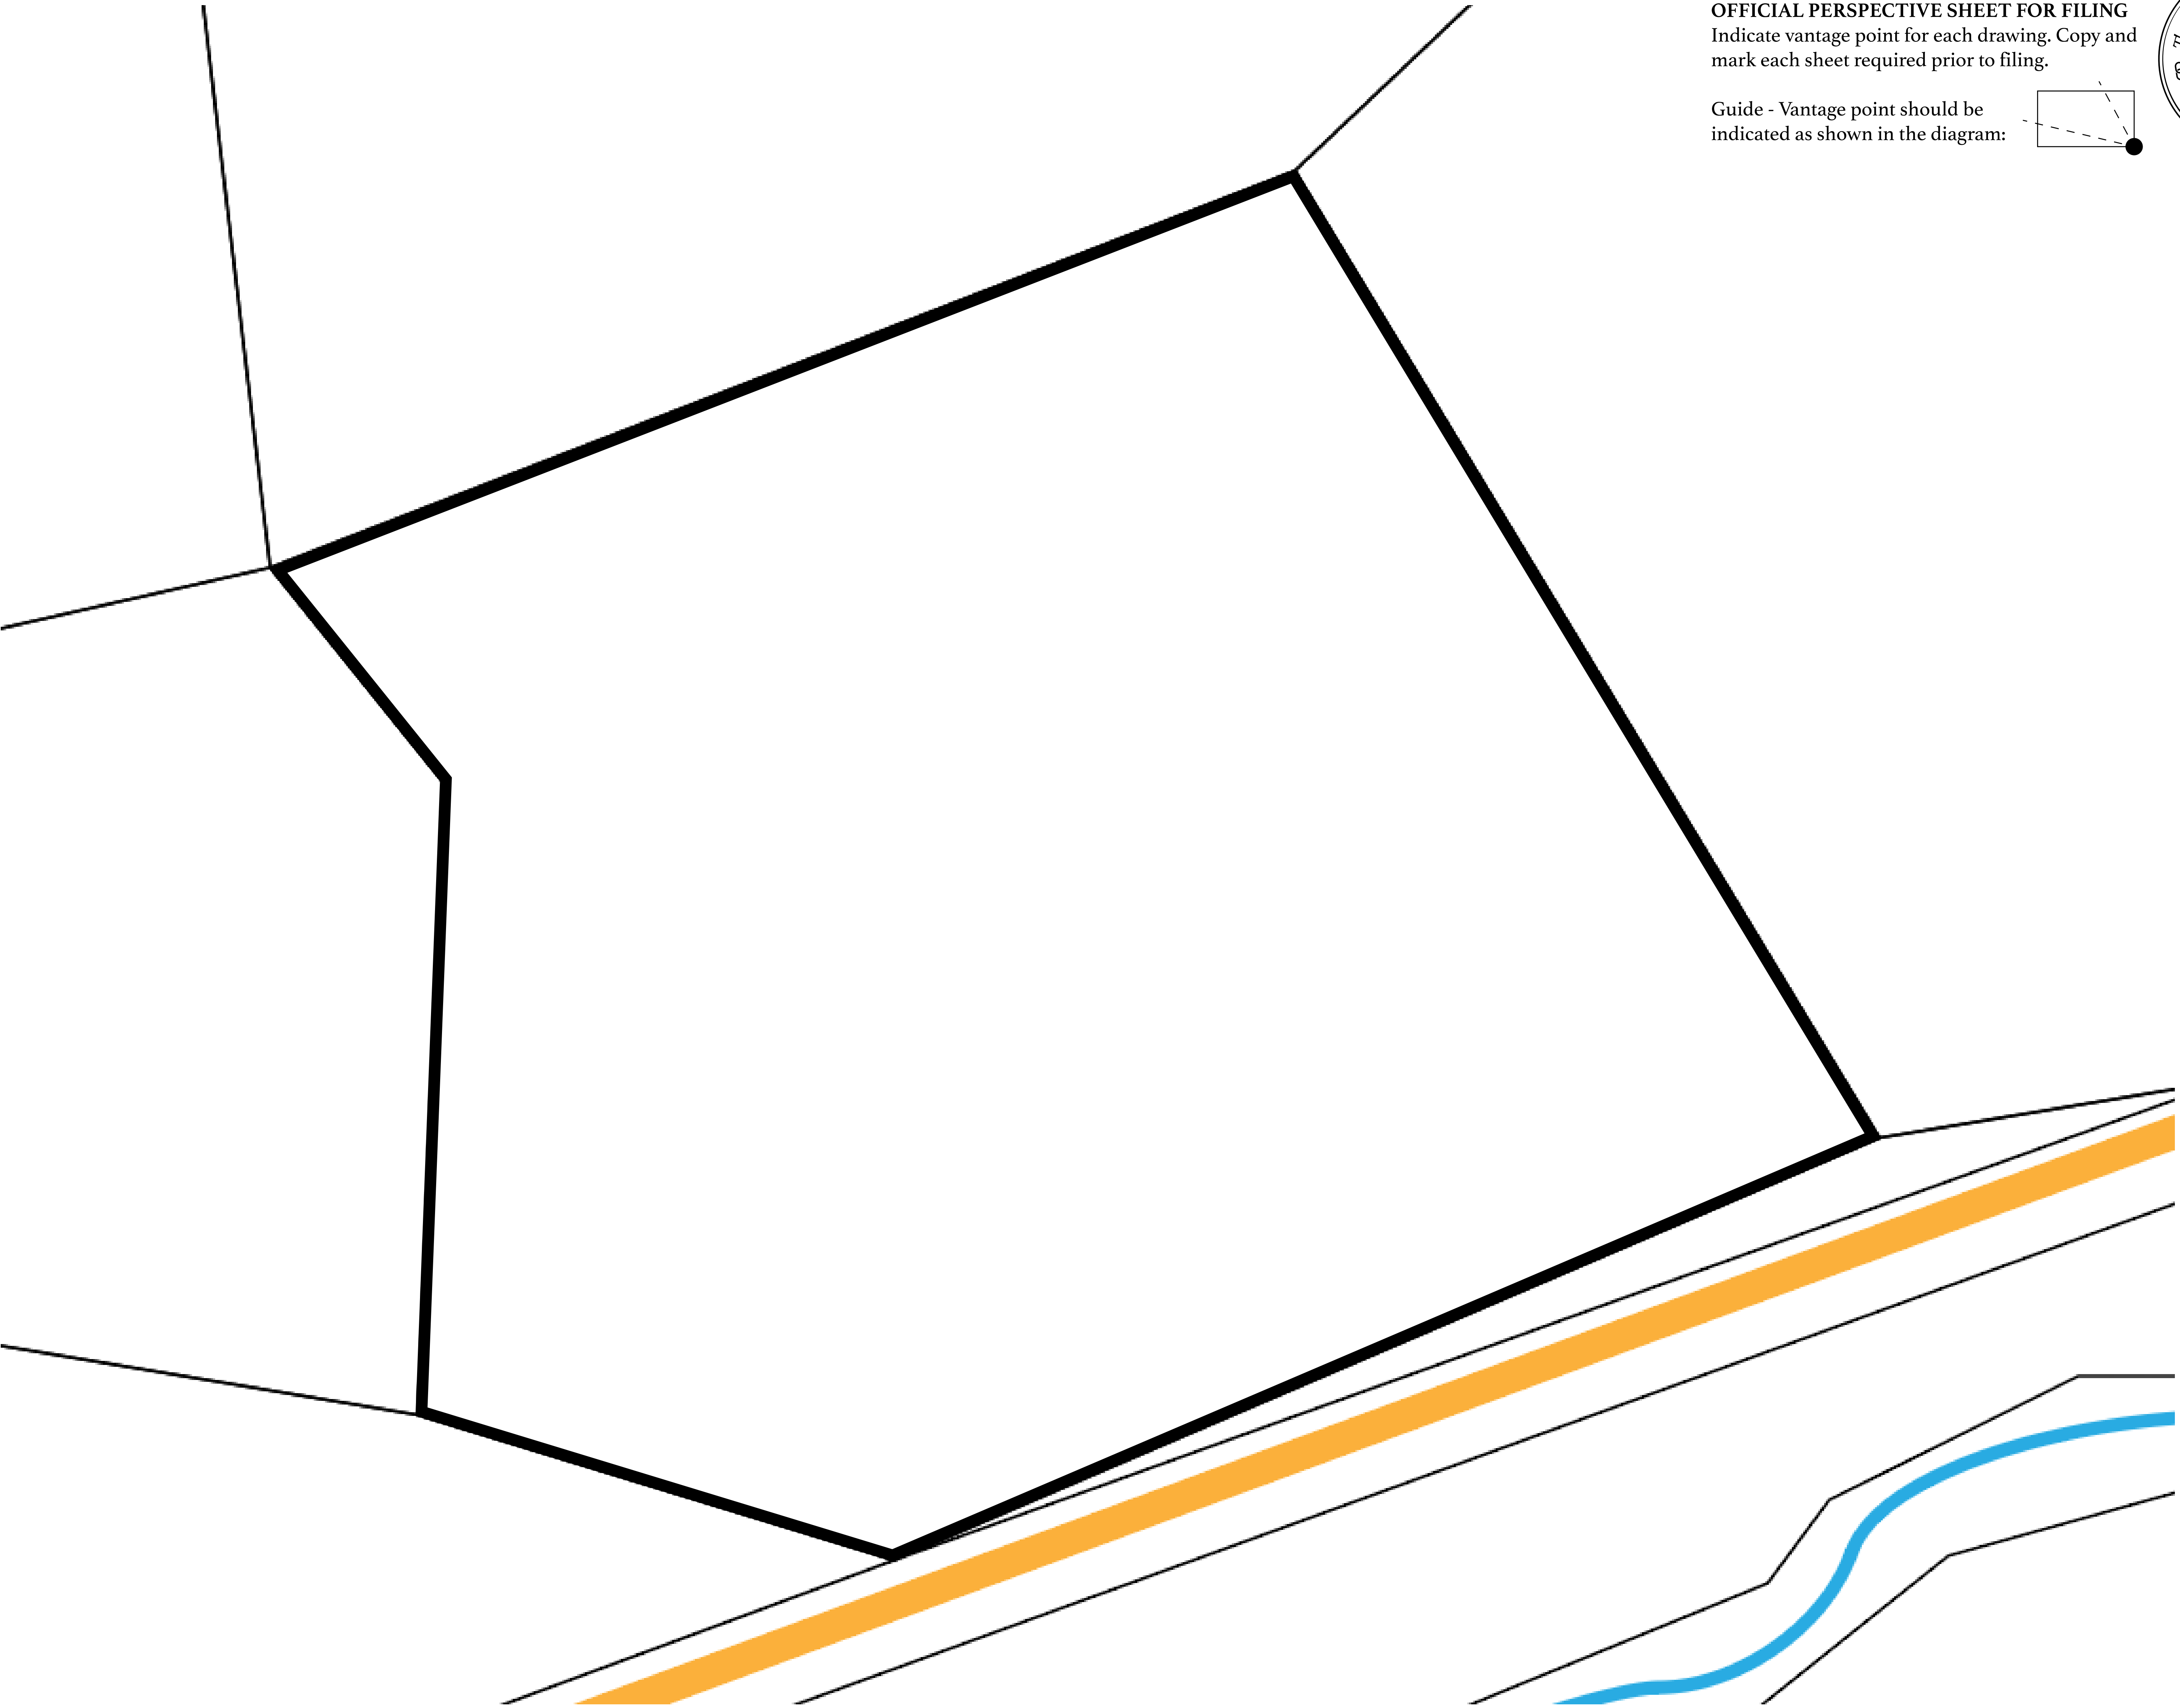 OFFICIAL PERSPECTIVE SHEET FOR FILING
Indicate vantage point for each drawing. Copy and
mark each sheet required prior to filing.
Guide - Vantage point should be
indicated as shown in the diagram: